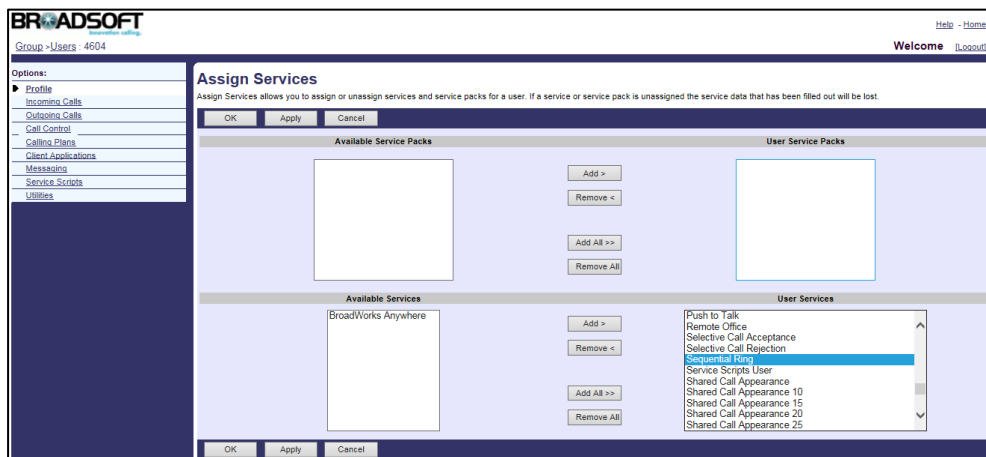 BROADSOFT
innovation calling.
Help - Home
Group >Users : 4604
Welcome [Logout]
Options:
Profile
Incoming Calls
Outgoing Calls
Call Control
Calling Plans
Client Applications
Messaging
Service Scripts
Utilities
Assign Services
Assign Services allows you to assign or unassign services and service packs for a user. If a service or service pack is unassigned the service data that has been filled out will be lost.
OK Apply Cancel
Available Service Packs User Service Packs
Add >
Remove <
Add All >>
Remove All
Available Services User Services
BroadWorks Anywhere
Add >
Remove <
Add All >>
Remove All
Push to Talk
Remote Office
Selective Call Acceptance
Selective Call Rejection
Sequential Ring
Service Scripts User
Shared Call Appearance
Shared Call Appearance 10
Shared Call Appearance 15
Shared Call Appearance 20
Shared Call Appearance 25
OK Apply Cancel